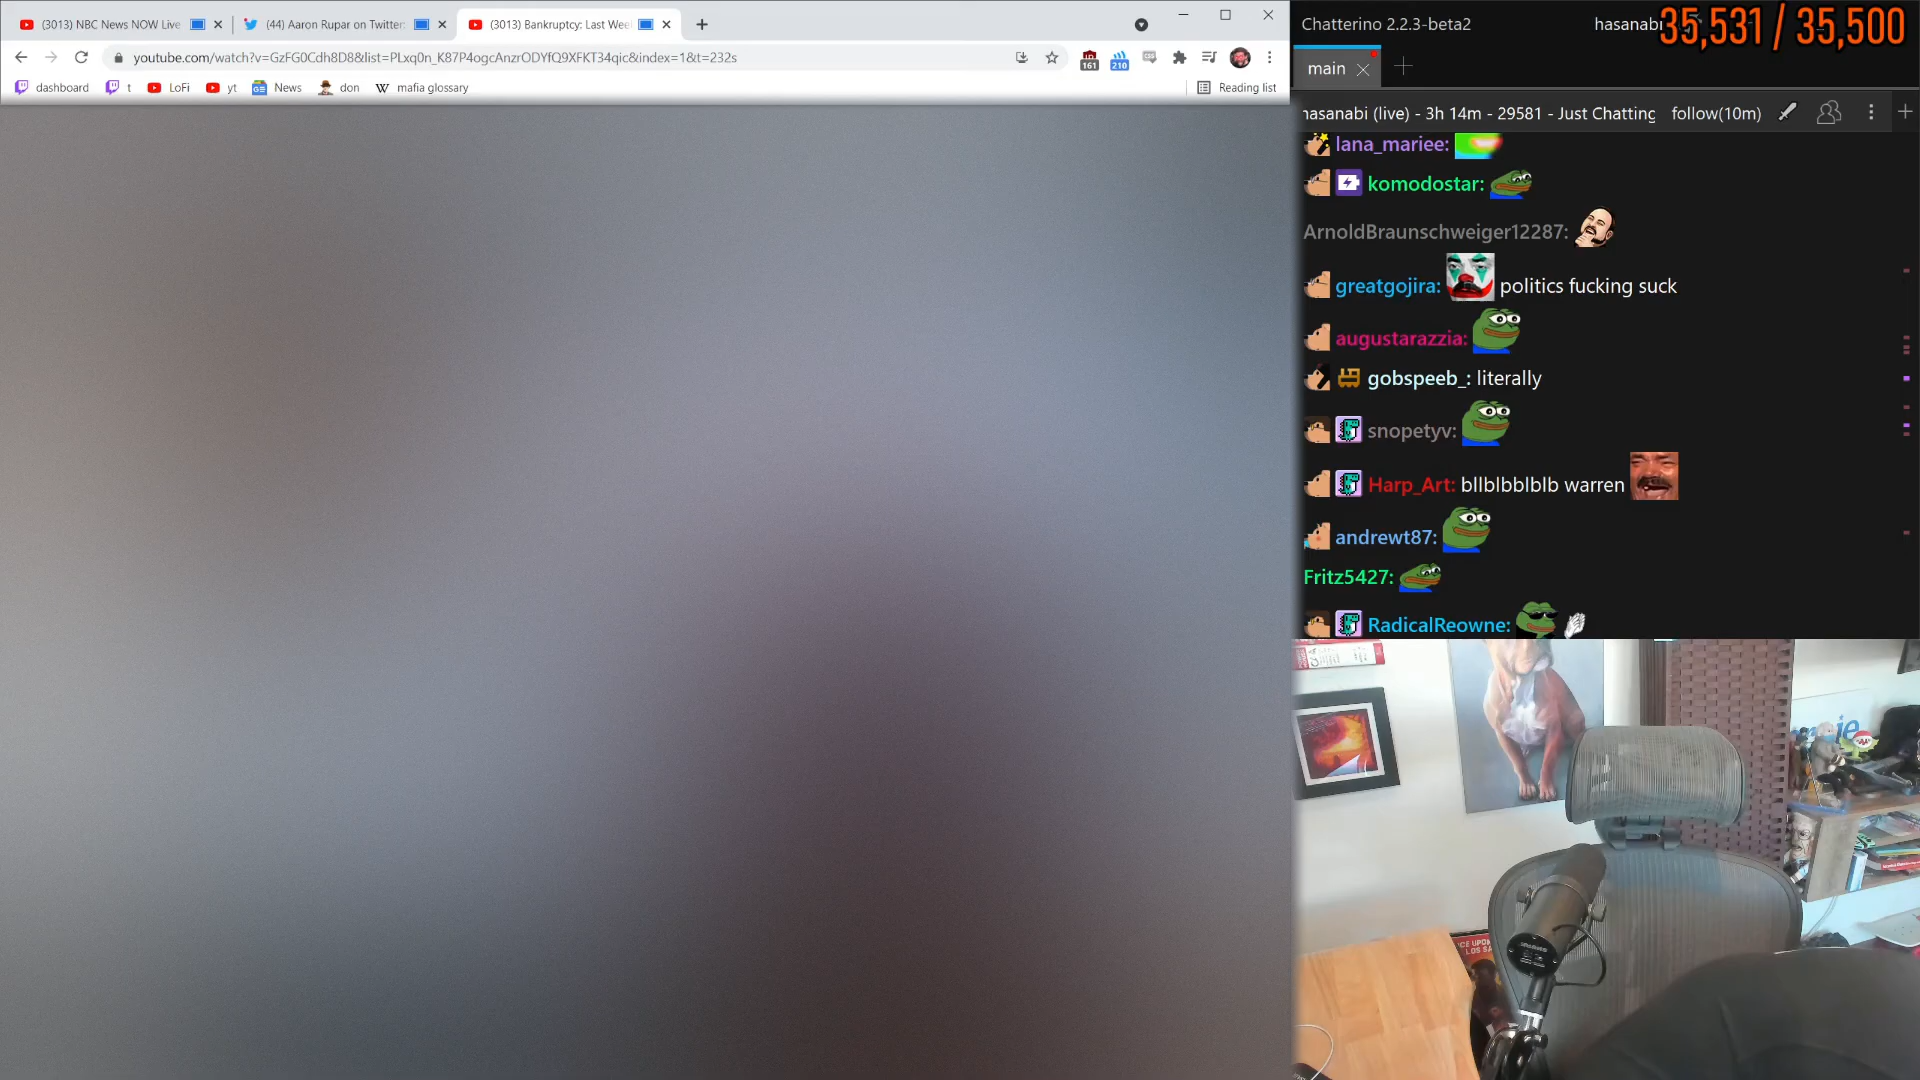 (3013) NBC News NOW Live
(44) Aaron Rupar on Twitter:
(3013) Bankruptcy: Last Wee
youtube.com/watch?v=GzFG0Cdh8D8&list=PLxq0n_K87P4ogcAnzrODYfQ9XFKT34qic&index=1&t=232s
161
210
dashboard
t
LoFi
yt
News
don
mafia glossary
Reading list
Chatterino 2.2.3-beta2
hasanabi
35,531 / 35,500
main
hasanabi (live) - 3h 14m - 29581 - Just Chatting
follow(10m)
lana_mariee:
komodostar:
ArnoldBraunschweiger12287:
greatgojira: politics fucking suck
augustarazzia:
gobspeeb_: literally
snopetyv:
Harp_Art: bllblbblblb warren
andrewt87:
Fritz5427:
RadicalReowne: